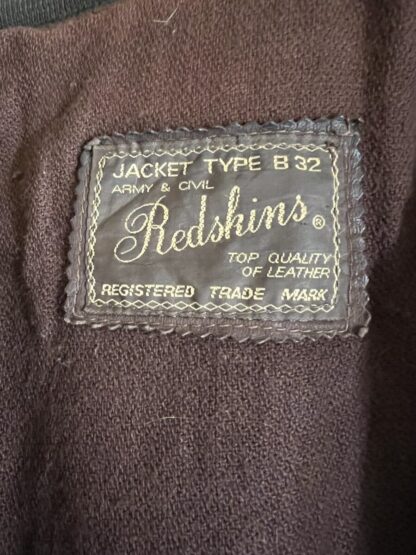 JACKET TYPE B 32
ARMY & CIVIL
Redskins ®
TOP QUALITY
OF LEATHER
REGISTERED TRADE MARK